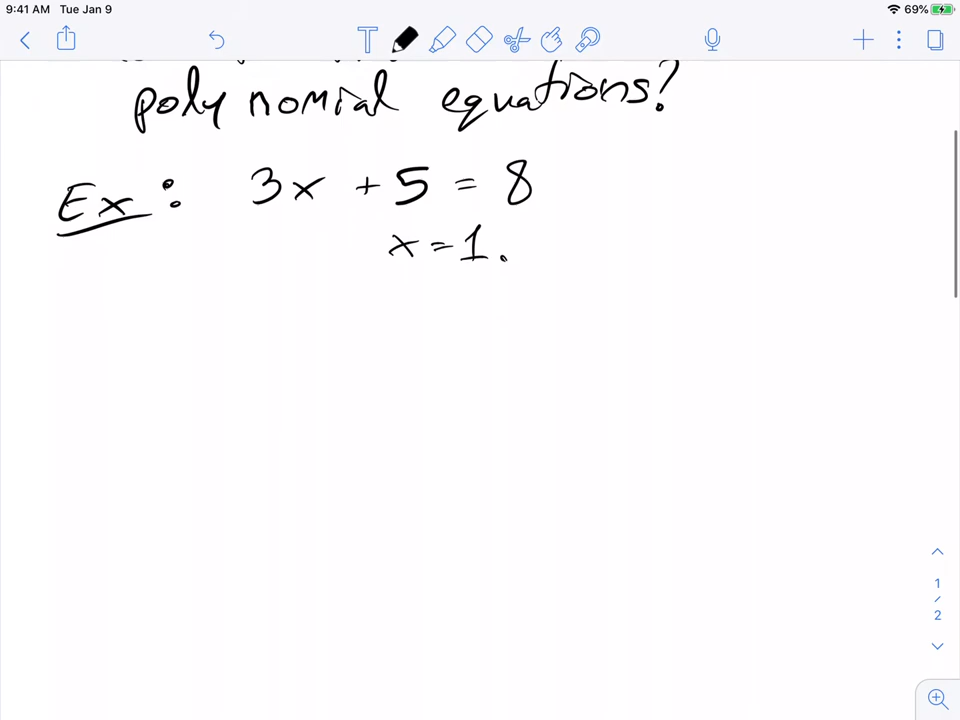 9:41 AM Tue Jan 9 69%
T
polynomial equations?
Ex: 3x + 5 = 8
x = 1.
1
/
2